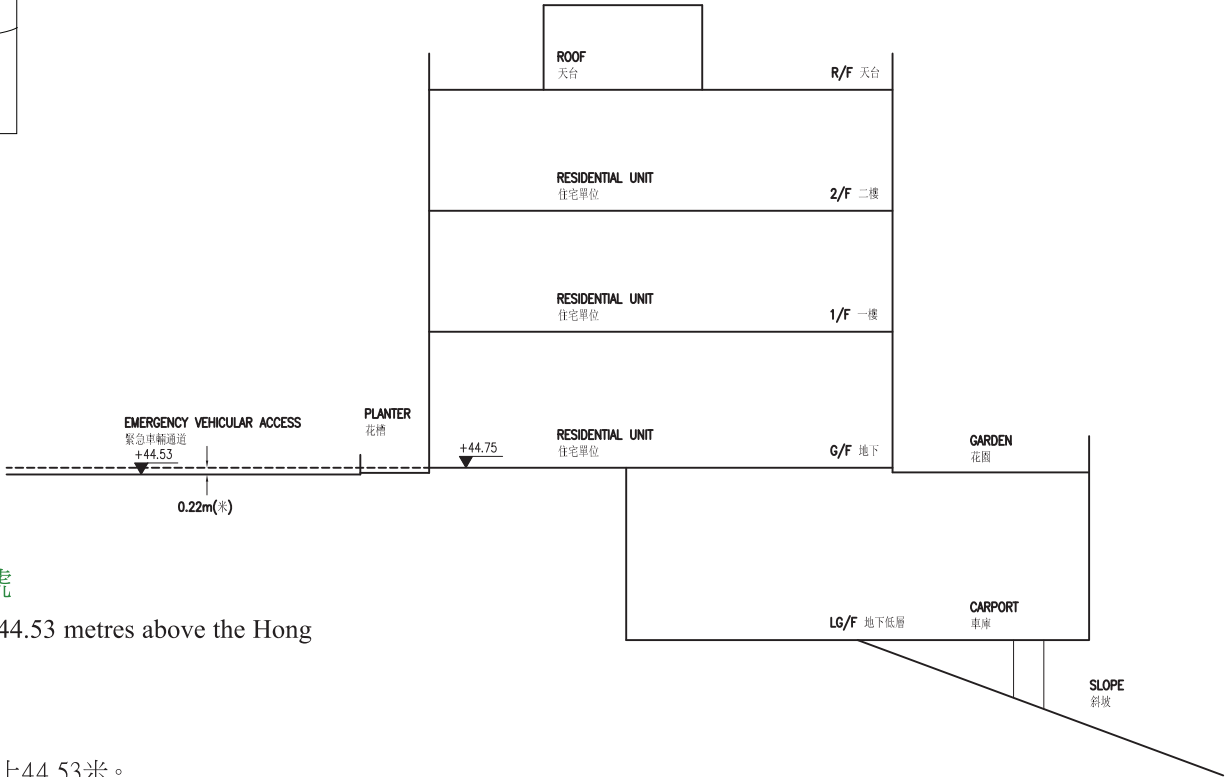 ROOF
天台
R/F 天台
RESIDENTIAL UNIT
住宅單位
2/F 二樓
RESIDENTIAL UNIT
住宅單位
1/F 一樓
EMERGENCY VEHICULAR ACCESS
緊急車輛通道
+44.53
PLANTER
花槽
+44.75
RESIDENTIAL UNIT
住宅單位
G/F 地下
GARDEN
花園
0.22m(米)
號
44.53 metres above the Hong
LG/F 地下低層
CARPORT
車庫
SLOPE
斜坡
上44.53米。